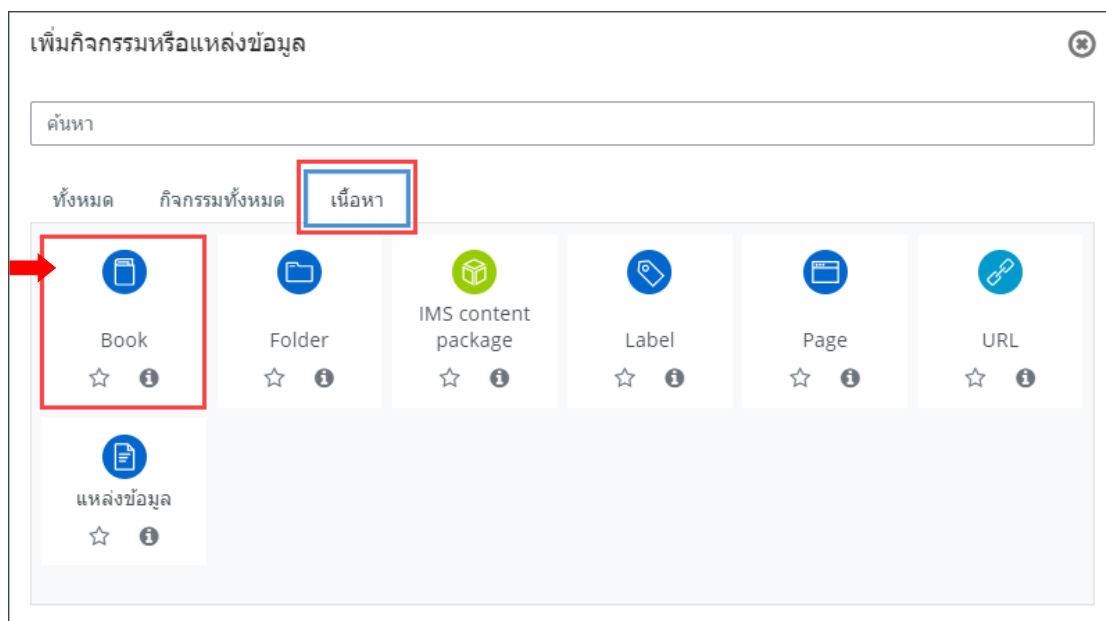 เพิ่มกิจกรรมหรือแหล่งข้อมูล
ค้นหา
ทั้งหมด กิจกรรมทั้งหมด เนื้อหา
Book Folder IMS content package Label Page URL
แหล่งข้อมูล